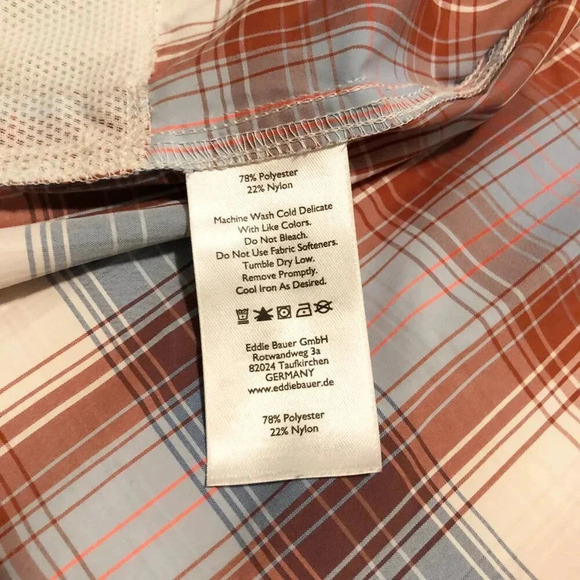 78% Polyester
22% Nylon
Machine Wash Cold Delicate
With Like Colors.
Do Not Bleach.
Do Not Use Fabric Softeners.
Tumble Dry Low.
Remove Promptly.
Cool Iron As Desired.
Eddie Bauer GmbH
Rotwandweg 3a
82024 Taufkirchen
GERMANY
www.eddiebauer.de
78% Polyester
22% Nylon